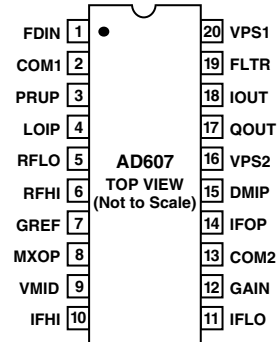 FDIN 1 20 VPS1
COM1 2 19 FLTR
PRUP 3 18 IOUT
LOIP 4 17 QOUT
RFLO 5 AD607 16 VPS2
RFHI 6 TOP VIEW 15 DMIP
(Not to Scale)
GREF 7 14 IFOP
MXOP 8 13 COM2
VMID 9 12 GAIN
IFHI 10 11 IFLO